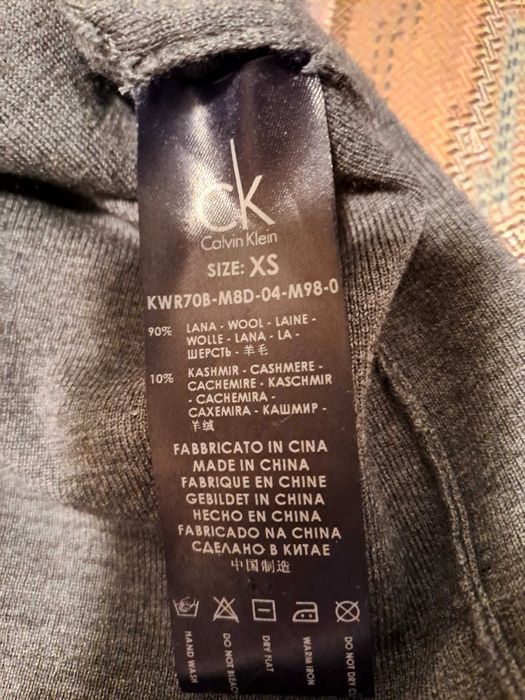 ck
Calvin Klein
SIZE: XS
KWR70B-M8D-04-M98-0
90% LANA - WOOL - LAINE -
WOLLE - LANA - LA -
ШЕРСТЬ - 羊毛
10% KASHMIR - CASHMERE -
CACHEMIRE - KASCHMIR
- CACHEMIRA -
CAXEMIRA - КАШМИР -
羊绒
FABBRICATO IN CINA
MADE IN CHINA
FABRIQUE EN CHINE
GEBILDET IN CHINA
HECHO EN CHINA
FABRICADO NA CHINA
СДЕЛАНО В КИТАЕ
中国制造
HAND WASH
DO NOT BLEACH
DRY FLAT
WARM IRON
DO NOT